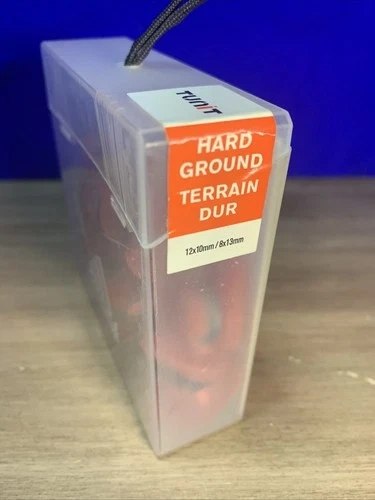 TUNiT
HARD
GROUND
TERRAIN
DUR
12x10mm / 8x13mm